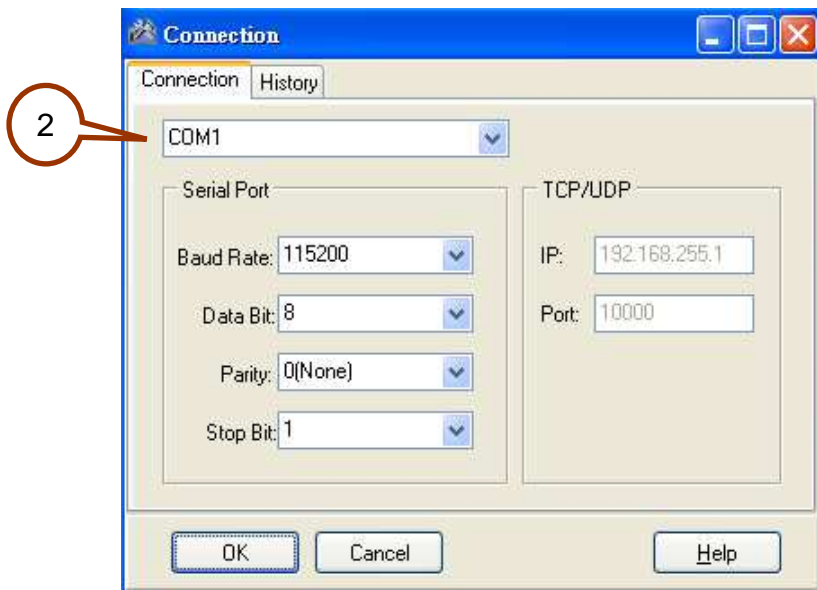 Connection
Connection History
2
COM1
Serial Port
Baud Rate: 115200
Data Bit: 8
Parity: 0(None)
Stop Bit: 1
TCP/UDP
IP: 192.168.255.1
Port: 10000
OK Cancel Help